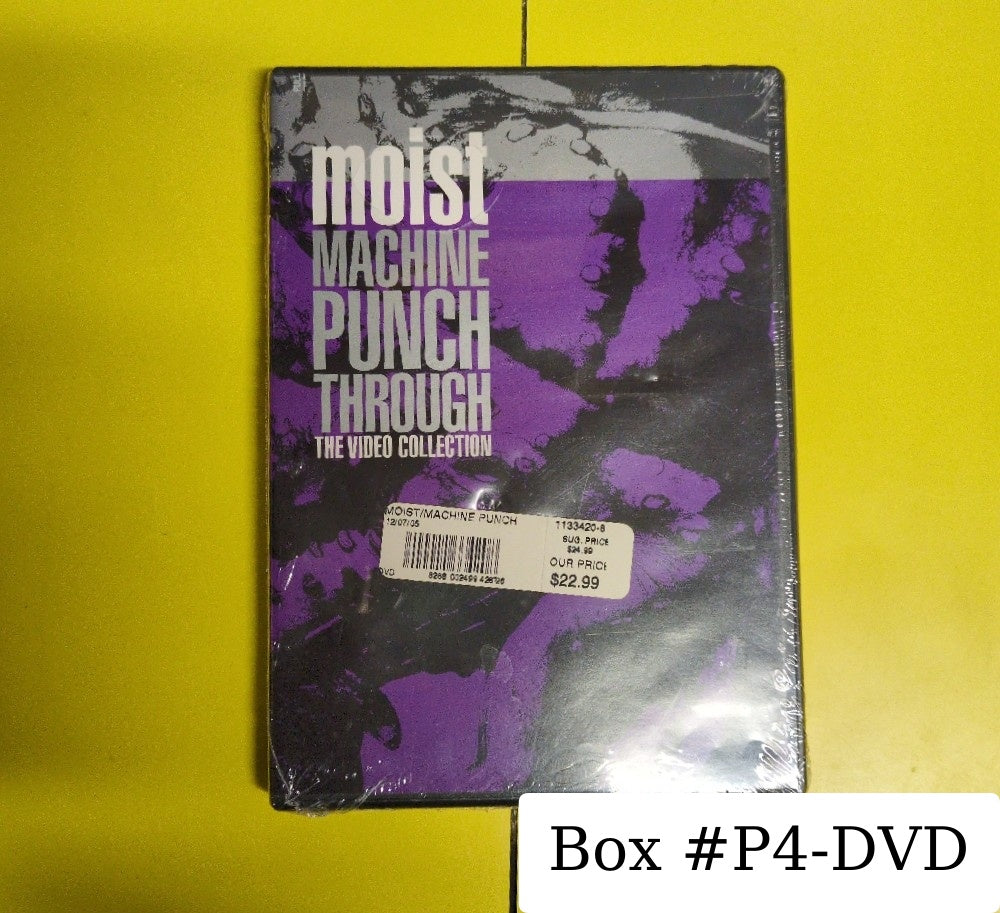 moist
MACHINE
PUNCH
THROUGH
THE VIDEO COLLECTION
MOIST/MACHINE PUNCH
12/07/05
1133420-8
SUG. PRICE
$24.99
OUR PRICE
$22.99
DVD
Box #P4-DVD